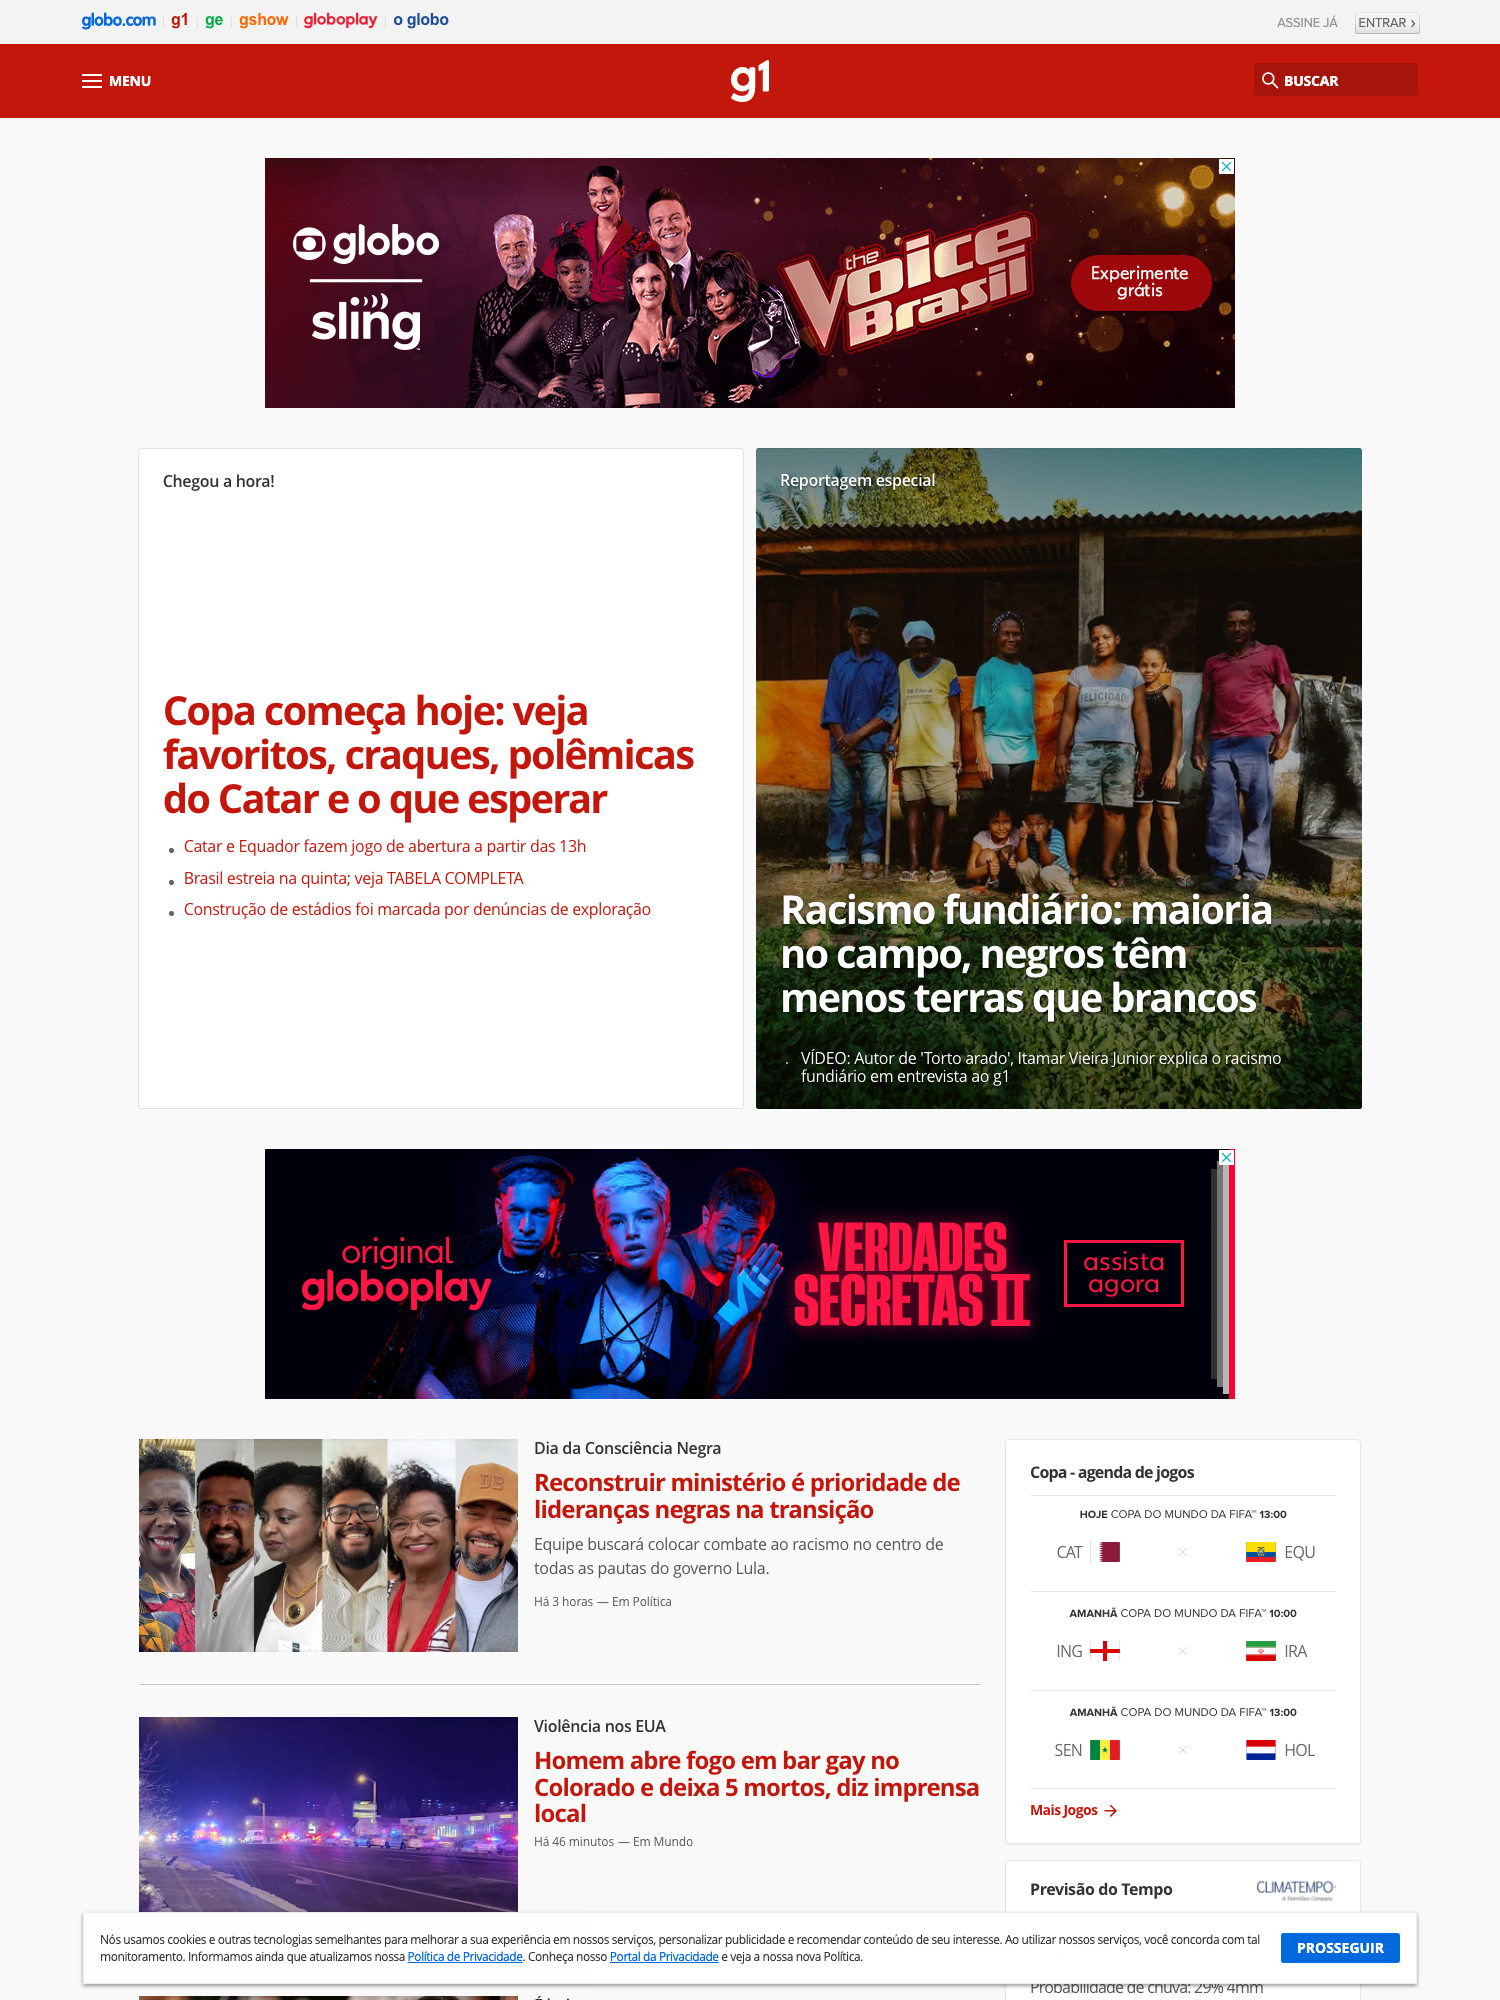 globo.com g1 ge gshow globoplay o globo
ASSINE JÁ ENTRAR ›
MENU
g1
BUSCAR
globo
sling
the Voice Brasil
Experimente
grátis
Chegou a hora!
Copa começa hoje: veja
favoritos, craques, polêmicas
do Catar e o que esperar
Catar e Equador fazem jogo de abertura a partir das 13h
Brasil estreia na quinta; veja TABELA COMPLETA
Construção de estádios foi marcada por denúncias de exploração
Reportagem especial
FELICIDADE
Racismo fundiário: maioria
no campo, negros têm
menos terras que brancos
VÍDEO: Autor de 'Torto arado', Itamar Vieira Junior explica o racismo
fundiário em entrevista ao g1
original
globoplay
VERDADES
SECRETAS II
assista
agora
DB
Dia da Consciência Negra
Reconstruir ministério é prioridade de
lideranças negras na transição
Equipe buscará colocar combate ao racismo no centro de
todas as pautas do governo Lula.
Há 3 horas — Em Política
Violência nos EUA
Homem abre fogo em bar gay no
Colorado e deixa 5 mortos, diz imprensa
local
Há 46 minutos — Em Mundo
Copa - agenda de jogos
HOJE COPA DO MUNDO DA FIFA™ 13:00
CAT × EQU
AMANHÃ COPA DO MUNDO DA FIFA™ 10:00
ING × IRA
AMANHÃ COPA DO MUNDO DA FIFA™ 13:00
SEN × HOL
Mais Jogos →
Previsão do Tempo
CLIMATEMPO
A StormGeo Company
Nós usamos cookies e outras tecnologias semelhantes para melhorar a sua experiência em nossos serviços, personalizar publicidade e recomendar conteúdo de seu interesse. Ao utilizar nossos serviços, você concorda com tal
monitoramento. Informamos ainda que atualizamos nossa Política de Privacidade. Conheça nosso Portal da Privacidade e veja a nossa nova Política.
PROSSEGUIR
Probabilidade de chuva: 29% 4mm